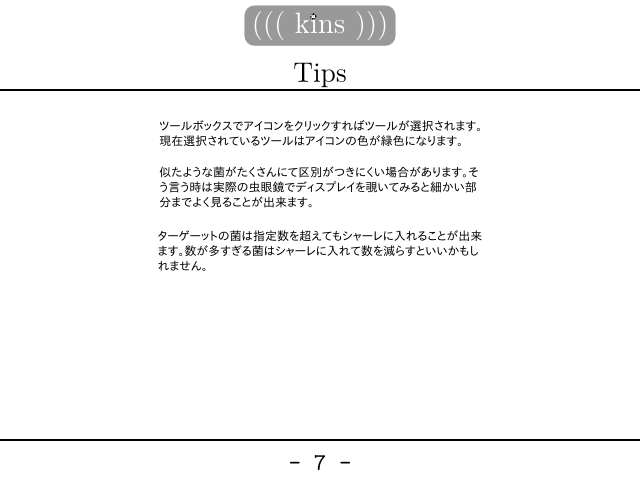 ((( kins )))
Tips
ツールボックスでアイコンをクリックすればツールが選択されます。
現在選択されているツールはアイコンの色が緑色になります。
似たような菌がたくさんにて区別がつきにくい場合があります。そ
う言う時は実際の虫眼鏡でディスプレイを覗いてみると細かい部
分までよく見ることが出来ます。
ターゲーットの菌は指定数を超えてもシャーレに入れることが出来
ます。数が多すぎる菌はシャーレに入れて数を減らすといいかもし
れません。
- 7 -